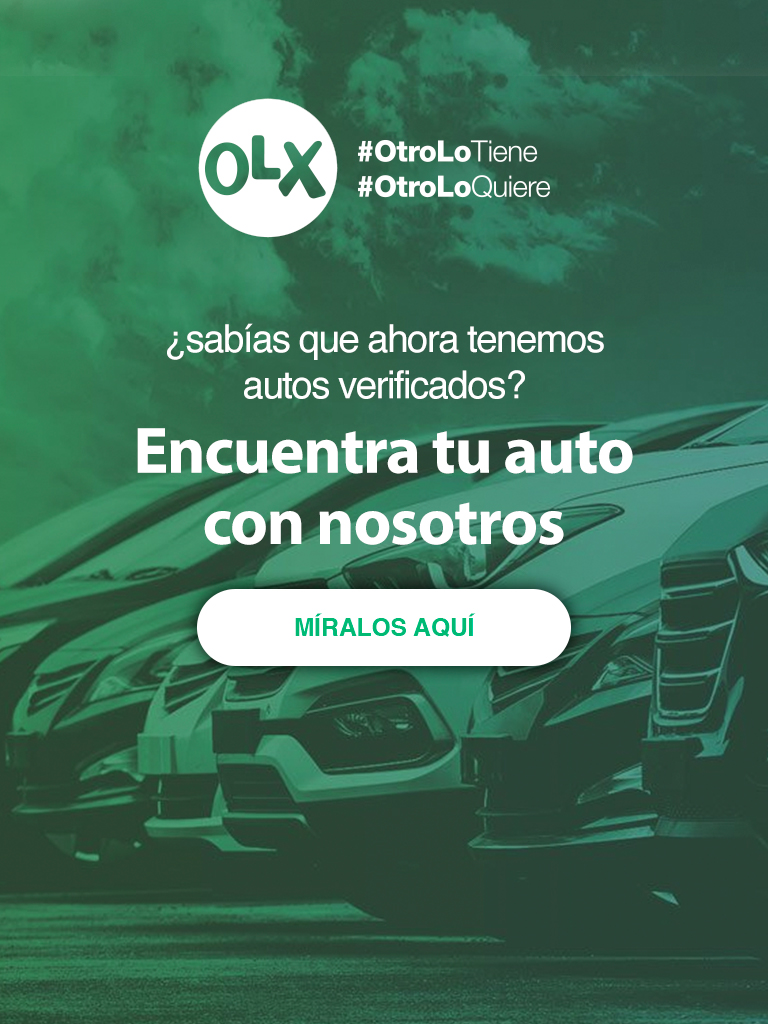 OLX
#OtroLoTiene
#OtroLoQuiere
¿sabías que ahora tenemos
autos verificados?
Encuentra tu auto
con nosotros
MÍRALOS AQUÍ